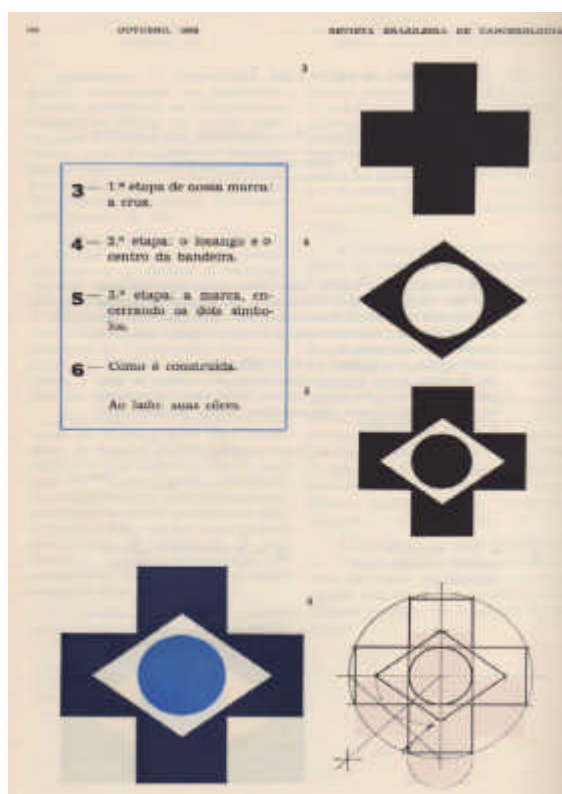 OUTUBRO, 
REVISTA BRASILEIRA DE CANCEROLOGIA
3
3 — 1.ª etapa de nossa marca:
a cruz.
4 — 2.ª etapa: o losango e o
centro da bandeira.
5 — 3.ª etapa: a marca, en-
cerrando os dois símbo-
los.
6 — Como é construída.
Ao lado: suas côres.
4
5
6